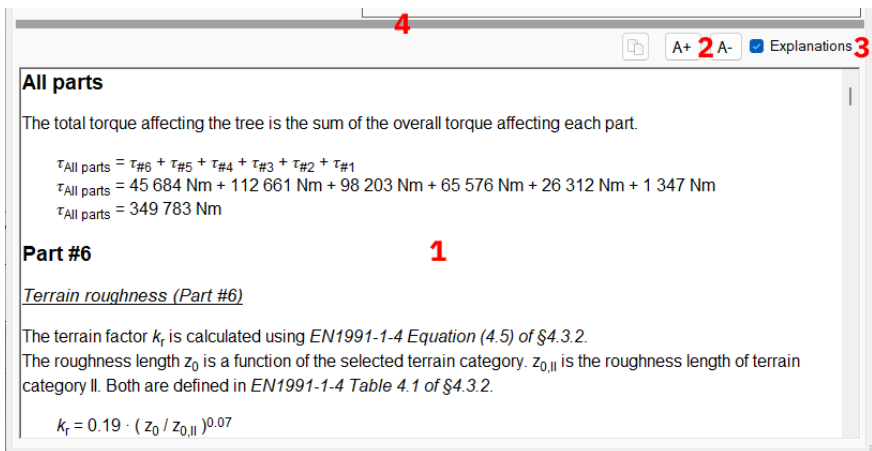 4
A+ 2 A- Explanations 3
All parts
The total torque affecting the tree is the sum of the overall torque affecting each part.
τAll parts = τ#6 + τ#5 + τ#4 + τ#3 + τ#2 + τ#1
τAll parts = 45 684 Nm + 112 661 Nm + 98 203 Nm + 65 576 Nm + 26 312 Nm + 1 347 Nm
τAll parts = 349 783 Nm
Part #6
1
Terrain roughness (Part #6)
The terrain factor kr is calculated using EN1991-1-4 Equation (4.5) of §4.3.2.
The roughness length z0 is a function of the selected terrain category. z0,II is the roughness length of terrain
category II. Both are defined in EN1991-1-4 Table 4.1 of §4.3.2.
kr = 0.19 · ( z0 / z0,II )0.07